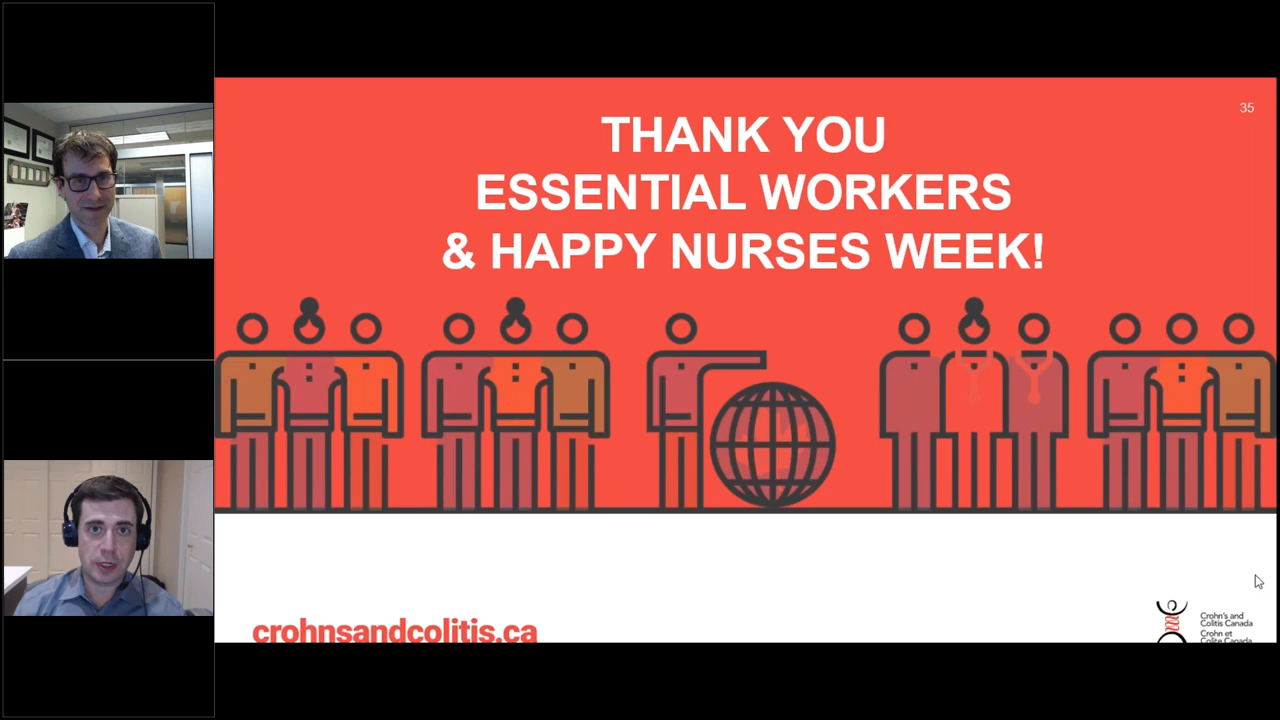 35
THANK YOU
ESSENTIAL WORKERS
& HAPPY NURSES WEEK!
crohnsandcolitis.ca
Crohn's and
Colitis Canada
Crohn et
Colite Canada